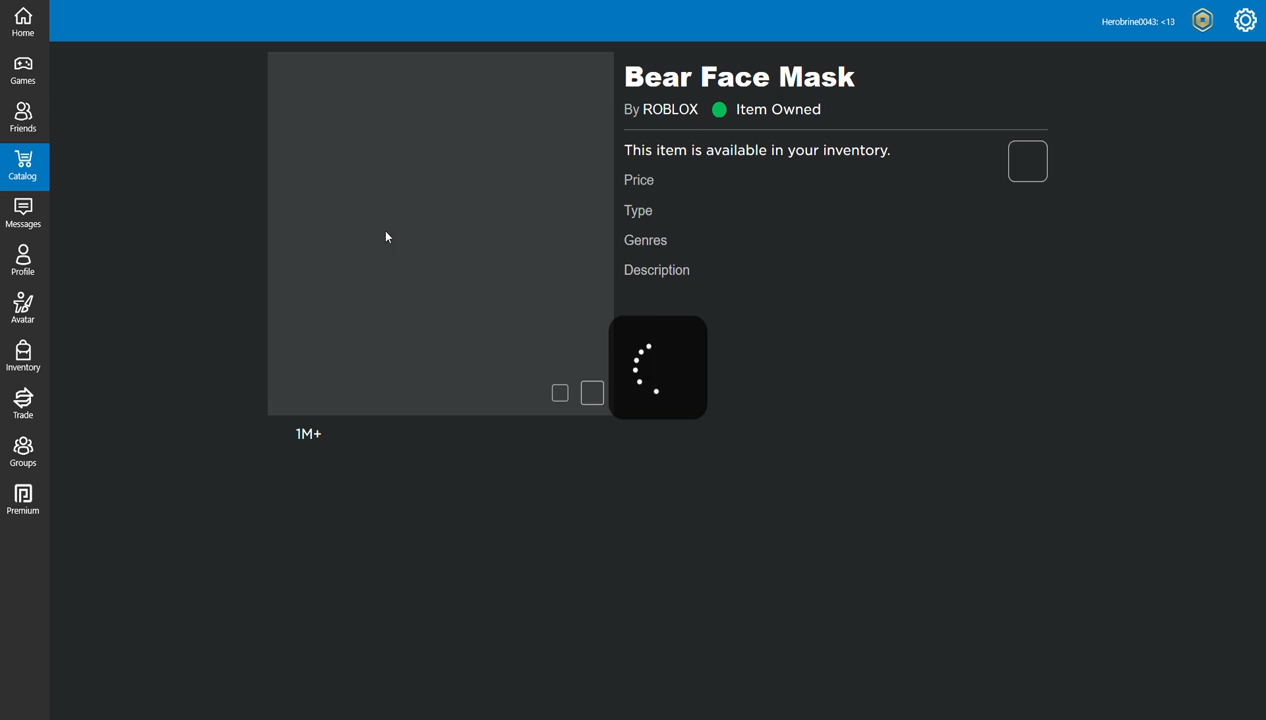 Home
Herobrine0043: <13
Games
Friends
Catalog
Messages
Profile
Avatar
Inventory
Trade
Groups
Premium
Bear Face Mask
By ROBLOX Item Owned
This item is available in your inventory.
Price
Type
Genres
Description
1M+